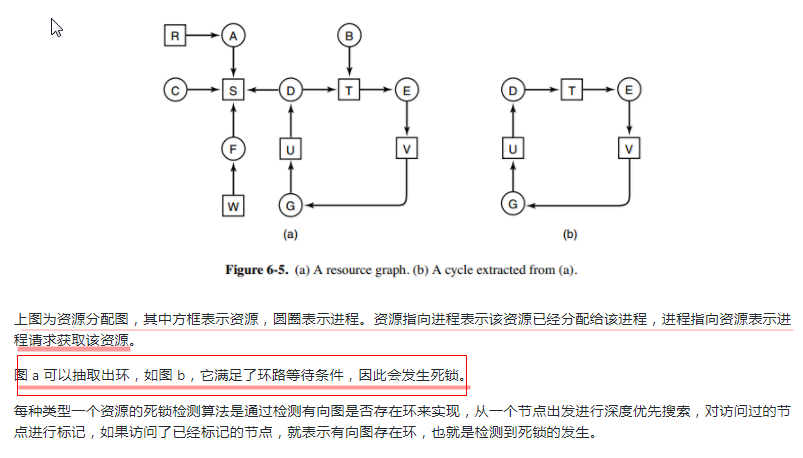 R A B
C S D T E D T E
F U V U V
W G G
(a) (b)
Figure 6-5. (a) A resource graph. (b) A cycle extracted from (a).
上图为资源分配图，其中方框表示资源，圆圈表示进程。资源指向进程表示该资源已经分配给该进程，进程指向资源表示进
程请求获取该资源。
图 a 可以抽取出环，如图 b，它满足了环路等待条件，因此会发生死锁。
每种类型一个资源的死锁检测算法是通过检测有向图是否存在环来实现，从一个节点出发进行深度优先搜索，对访问过的节
点进行标记，如果访问了已经标记的节点，就表示有向图存在环，也就是检测到死锁的发生。